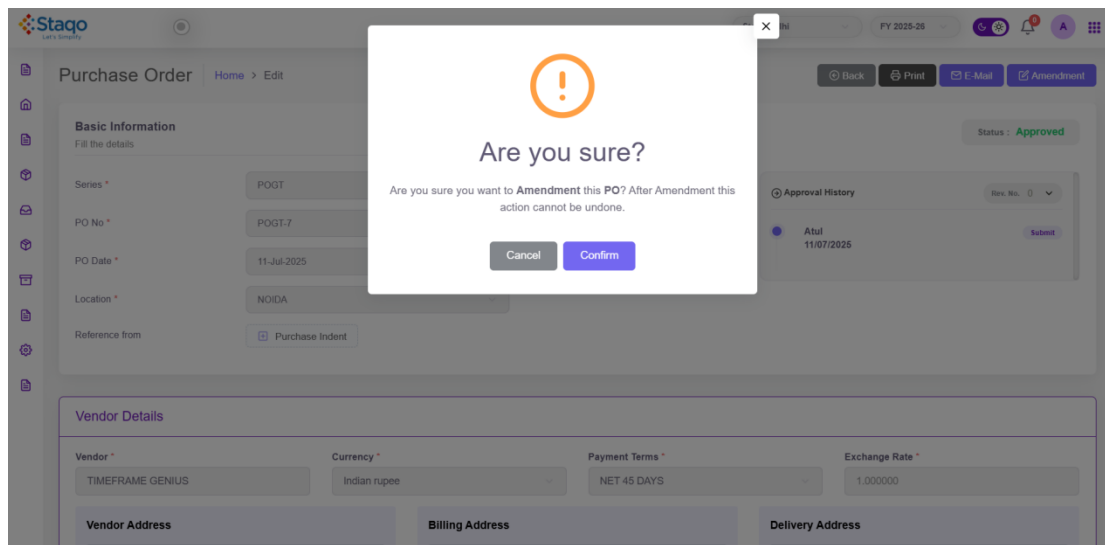 Staqo
Let's Simplify
FY 2025-26
0
A
Purchase Order
Home > Edit
Back
Print
E-Mail
Amendment
Basic Information
Fill the details
Status : Approved
Series *
POGT
PO No *
POGT-7
PO Date *
11-Jul-2025
Location *
NOIDA
Reference from
Purchase Indent
Approval History
Rev. No. 0
Atul
11/07/2025
Submit
Are you sure?
Are you sure you want to Amendment this PO? After Amendment this
action cannot be undone.
Cancel
Confirm
Vendor Details
Vendor *
Currency *
Payment Terms *
Exchange Rate *
TIMEFRAME GENIUS
Indian rupee
NET 45 DAYS
1.000000
Vendor Address
Billing Address
Delivery Address